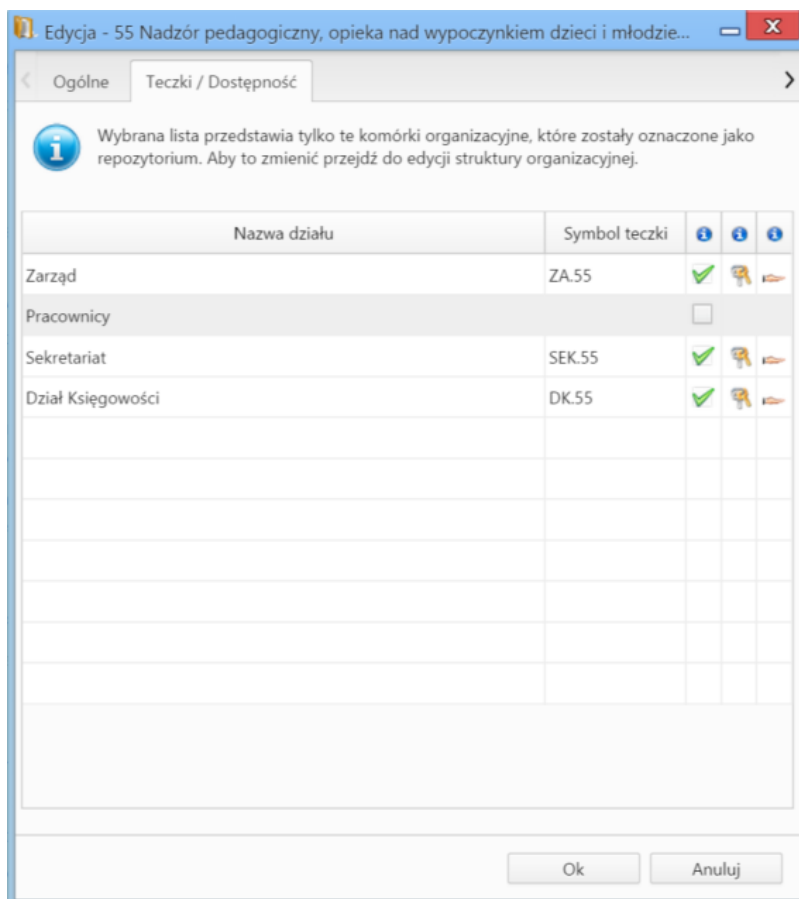 Edycja - 55 Nadzór pedagogiczny, opieka nad wypoczynkiem dzieci i młodzie...
Ogólne
Teczki / Dostępność
Wybrana lista przedstawia tylko te komórki organizacyjne, które zostały oznaczone jako
repozytorium. Aby to zmienić przejdź do edycji struktury organizacyjnej.
Nazwa działu Symbol teczki
Zarząd ZA.55
Pracownicy
Sekretariat SEK.55
Dział Księgowości DK.55
Ok Anuluj